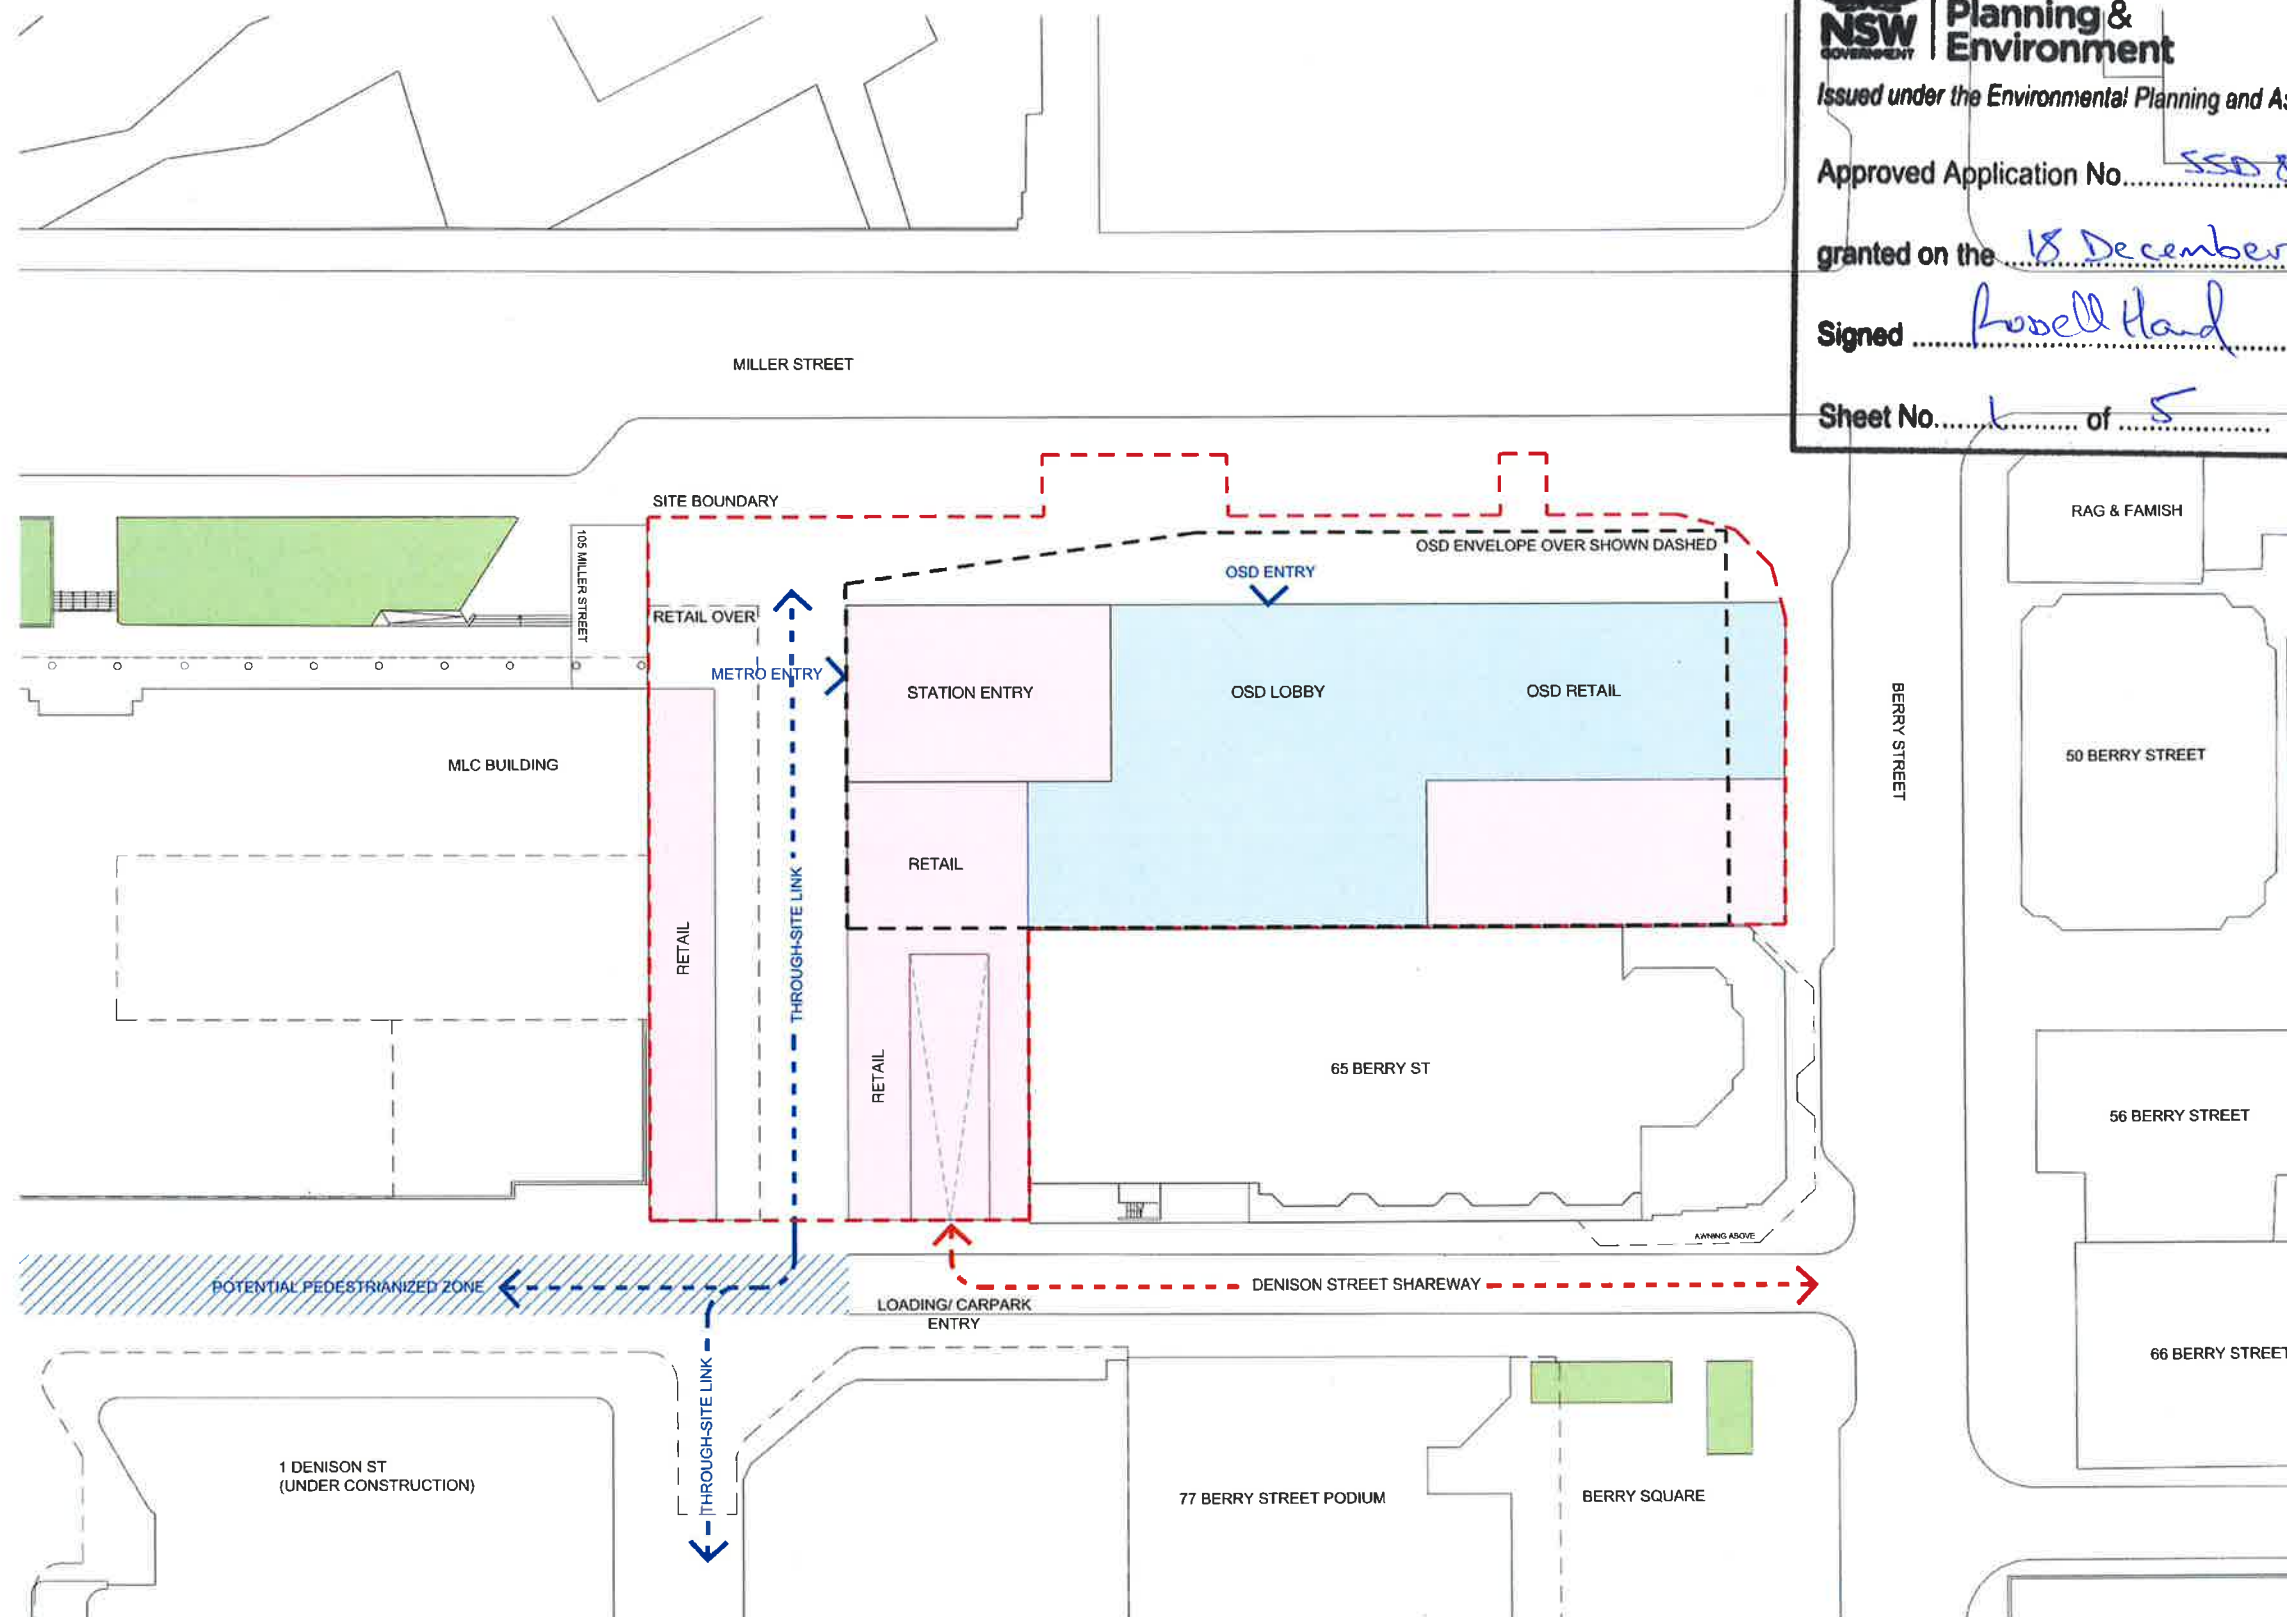 NSW
GOVERNMENT
Planning &
Environment
Issued under the Environmental Planning and
Approved Application No. SSD
granted on the 18 December
Signed
Sheet No. 1 of 5
MILLER STREET
SITE BOUNDARY
105 MILLER STREET
RETAIL OVER
METRO ENTRY
OSD ENVELOPE OVER SHOWN DASHED
OSD ENTRY
STATION ENTRY
OSD LOBBY
OSD RETAIL
MLC BUILDING
RETAIL
RETAIL
RETAIL
THROUGH-SITE LINK
65 BERRY ST
BERRY STREET
RAG & FAMISH
50 BERRY STREET
56 BERRY STREET
66 BERRY STREET
AWNING ABOVE
POTENTIAL PEDESTRIANIZED ZONE
DENISON STREET SHAREWAY
LOADING/ CARPARK
ENTRY
THROUGH-SITE LINK
1 DENISON ST
(UNDER CONSTRUCTION)
77 BERRY STREET PODIUM
BERRY SQUARE